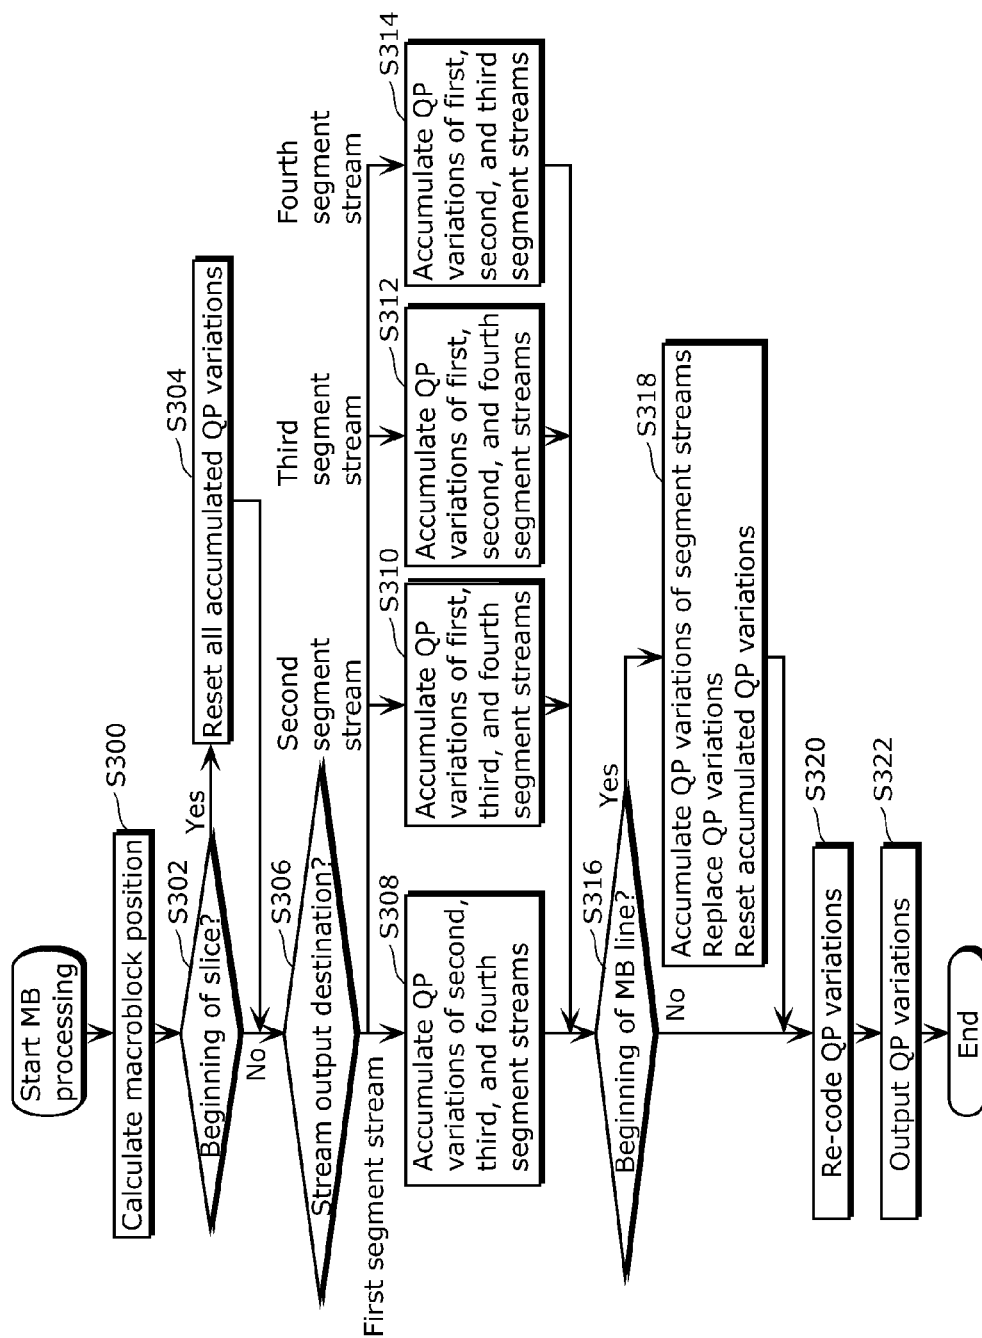 Start MB
processing
S300
Calculate macroblock position
S302
Beginning of slice?
Yes
No
S304
Reset all accumulated QP variations
S306
Stream output destination?
First segment stream
Second
segment
stream
Third
segment
stream
Fourth
segment
stream
S308
Accumulate QP
variations of second,
third, and fourth
segment streams
S310
Accumulate QP
variations of first,
third, and fourth
segment streams
S312
Accumulate QP
variations of first,
second, and fourth
segment streams
S314
Accumulate QP
variations of first,
second, and third
segment streams
S316
Beginning of MB line?
Yes
No
S318
Accumulate QP variations of segment streams
Replace QP variations
Reset accumulated QP variations
S320
Re-code QP variations
S322
Output QP variations
End